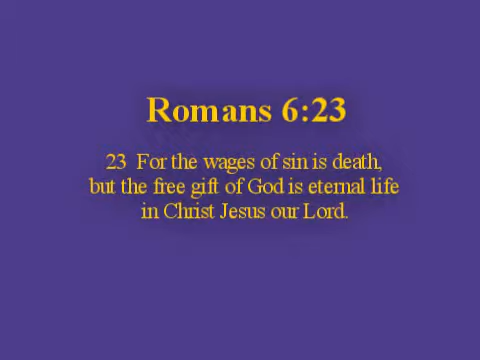 Romans 6:23
23 For the wages of sin is death,
but the free gift of God is eternal life
in Christ Jesus our Lord.